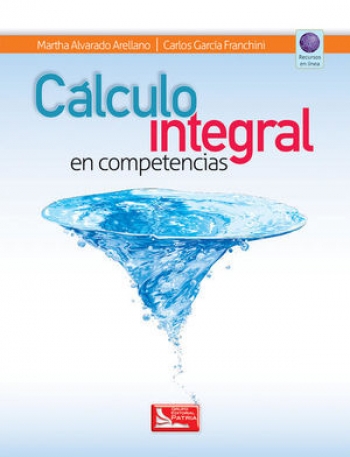 Martha Alvarado Arellano | Carlos García Franchini
Recursos
en línea
Cálculo
integral
en competencias
GRUPO EDITORIAL
PATRIA